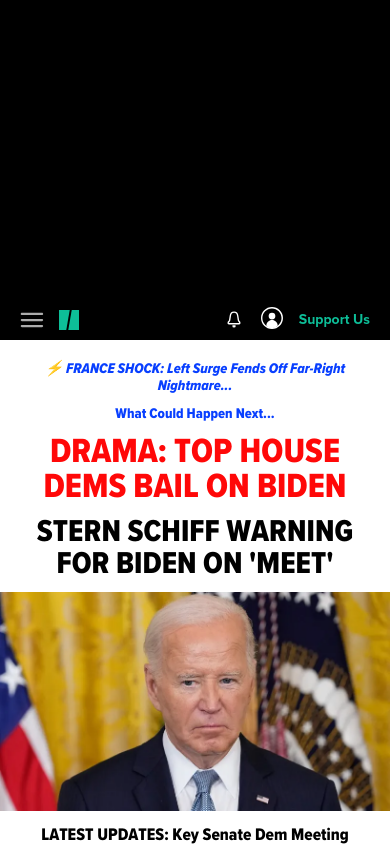 Support Us
⚡ FRANCE SHOCK: Left Surge Fends Off Far-Right
Nightmare...
What Could Happen Next...
DRAMA: TOP HOUSE
DEMS BAIL ON BIDEN
STERN SCHIFF WARNING
FOR BIDEN ON 'MEET'
LATEST UPDATES: Key Senate Dem Meeting